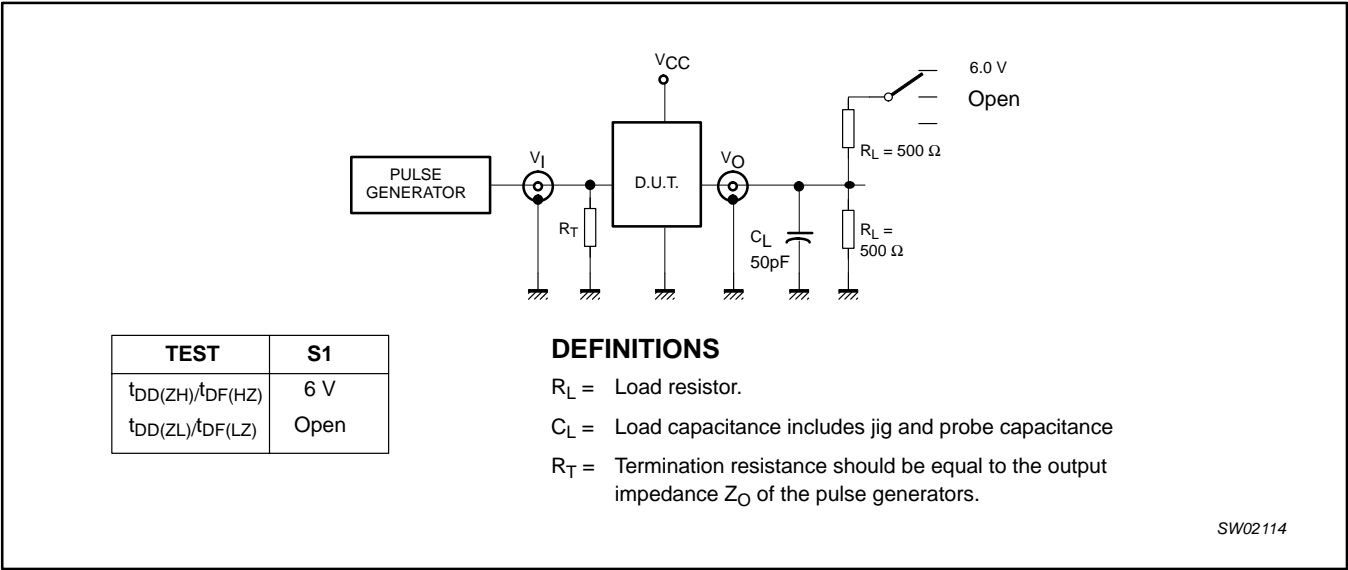 VCC
6.0 V
Open
RL = 500 Ω
PULSE
GENERATOR
VI
D.U.T.
VO
RT
CL
50pF
RL =
500 Ω
TEST S1
tDD(ZH)/tDF(HZ) 6 V
tDD(ZL)/tDF(LZ) Open
DEFINITIONS
RL = Load resistor.
CL = Load capacitance includes jig and probe capacitance
RT = Termination resistance should be equal to the output
impedance ZO of the pulse generators.
SW02114